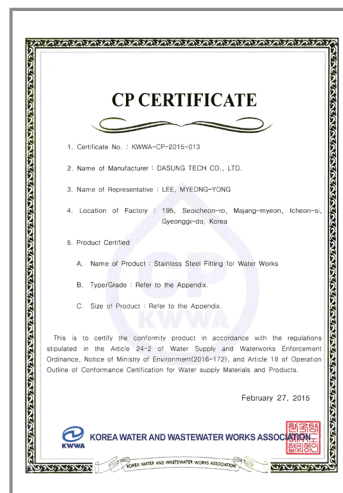 CP CERTIFICATE
1. Certificate No. : KWWA-CP-2015-013
2. Name of Manufacturer : DASUNG TECH CO., LTD.
3. Name of Representative : LEE, MYEONG-YONG
4. Location of Factory : 195, Seoicheon-ro, Majang-myeon, Icheon-si,
Gyeonggi-do, Korea
5. Product Certified
A. Name of Product : Stainless Steel Fitting for Water Works
B. Type/Grade : Refer to the Appendix.
C. Size of Product : Refer to the Appendix.
KWWA
This is to certify the conformity product in accordance with the regulations
stipulated in the Article 24-2 of Water Supply and Waterworks Enforcement
Ordinance, Notice of Ministry of Environment(2016-172), and Article 18 of Operation
Outline of Conformance Certification for Water supply Materials and Products.
February 27, 2015
KWWA
KOREA WATER AND WASTEWATER WORKS ASSOCIATION
KOREA WATER AND WASTEWATER WORKS ASSOCIATION